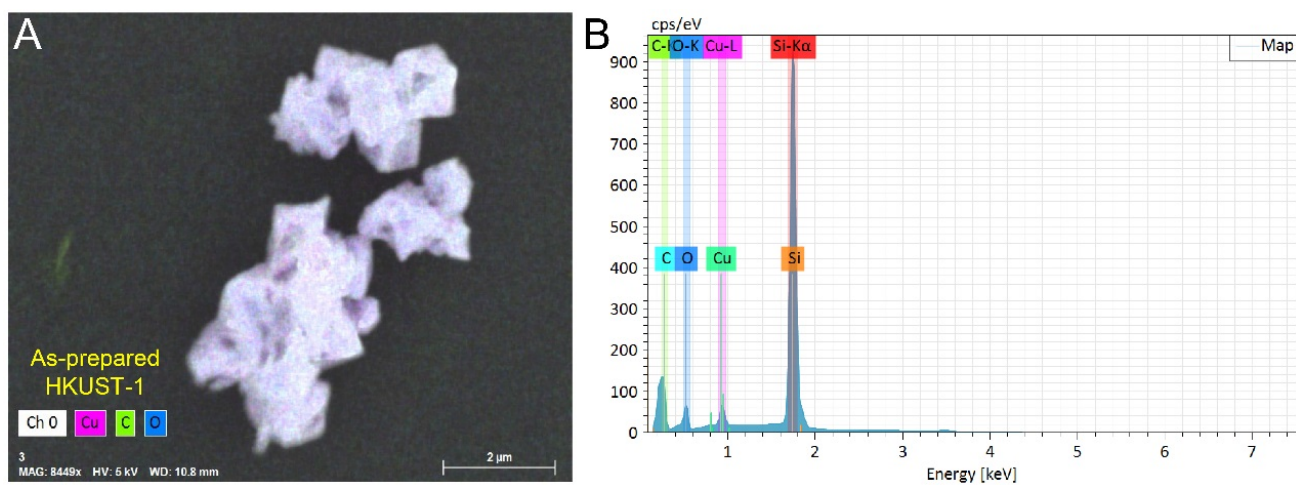 A
As-prepared
HKUST-1
Ch 0 Cu C O
3
MAG: 8449x HV: 5 kV WD: 10.8 mm
2 µm
B
cps/eV
O-K Cu-L Si-Kα
Map
C O Cu Si
900
800
700
600
500
400
300
200
100
0
1 2 3 4 5 6 7
Energy [keV]